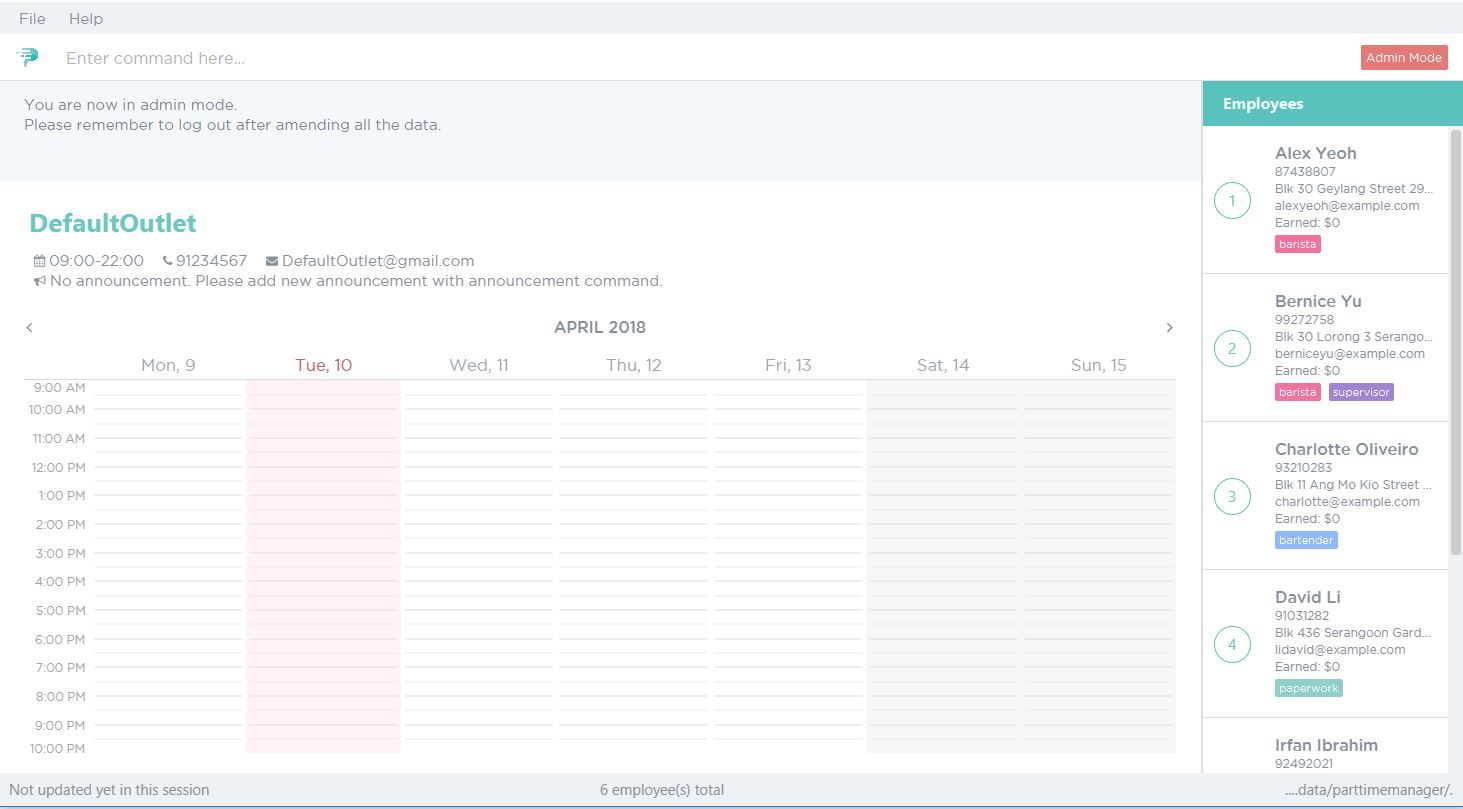 File Help
Enter command here...
Admin Mode
You are now in admin mode.
Please remember to log out after amending all the data.
DefaultOutlet
09:00-22:00 91234567 DefaultOutlet@gmail.com
No announcement. Please add new announcement with announcement command.
APRIL 2018
Mon, 9 Tue, 10 Wed, 11 Thu, 12 Fri, 13 Sat, 14 Sun, 15
9:00 AM
10:00 AM
11:00 AM
12:00 PM
1:00 PM
2:00 PM
3:00 PM
4:00 PM
5:00 PM
6:00 PM
7:00 PM
8:00 PM
9:00 PM
10:00 PM
Employees
1
Alex Yeoh
87438807
Blk 30 Geylang Street 29...
alexyeoh@example.com
Earned: $0
barista
2
Bernice Yu
99272758
Blk 30 Lorong 3 Serango...
berniceyu@example.com
Earned: $0
barista supervisor
3
Charlotte Oliveiro
93210283
Blk 11 Ang Mo Kio Street ...
charlotte@example.com
Earned: $0
bartender
4
David Li
91031282
Blk 436 Serangoon Gard...
lidavid@example.com
Earned: $0
paperwork
Irfan Ibrahim
92492021
Not updated yet in this session
6 employee(s) total
....data/parttimemanager/.